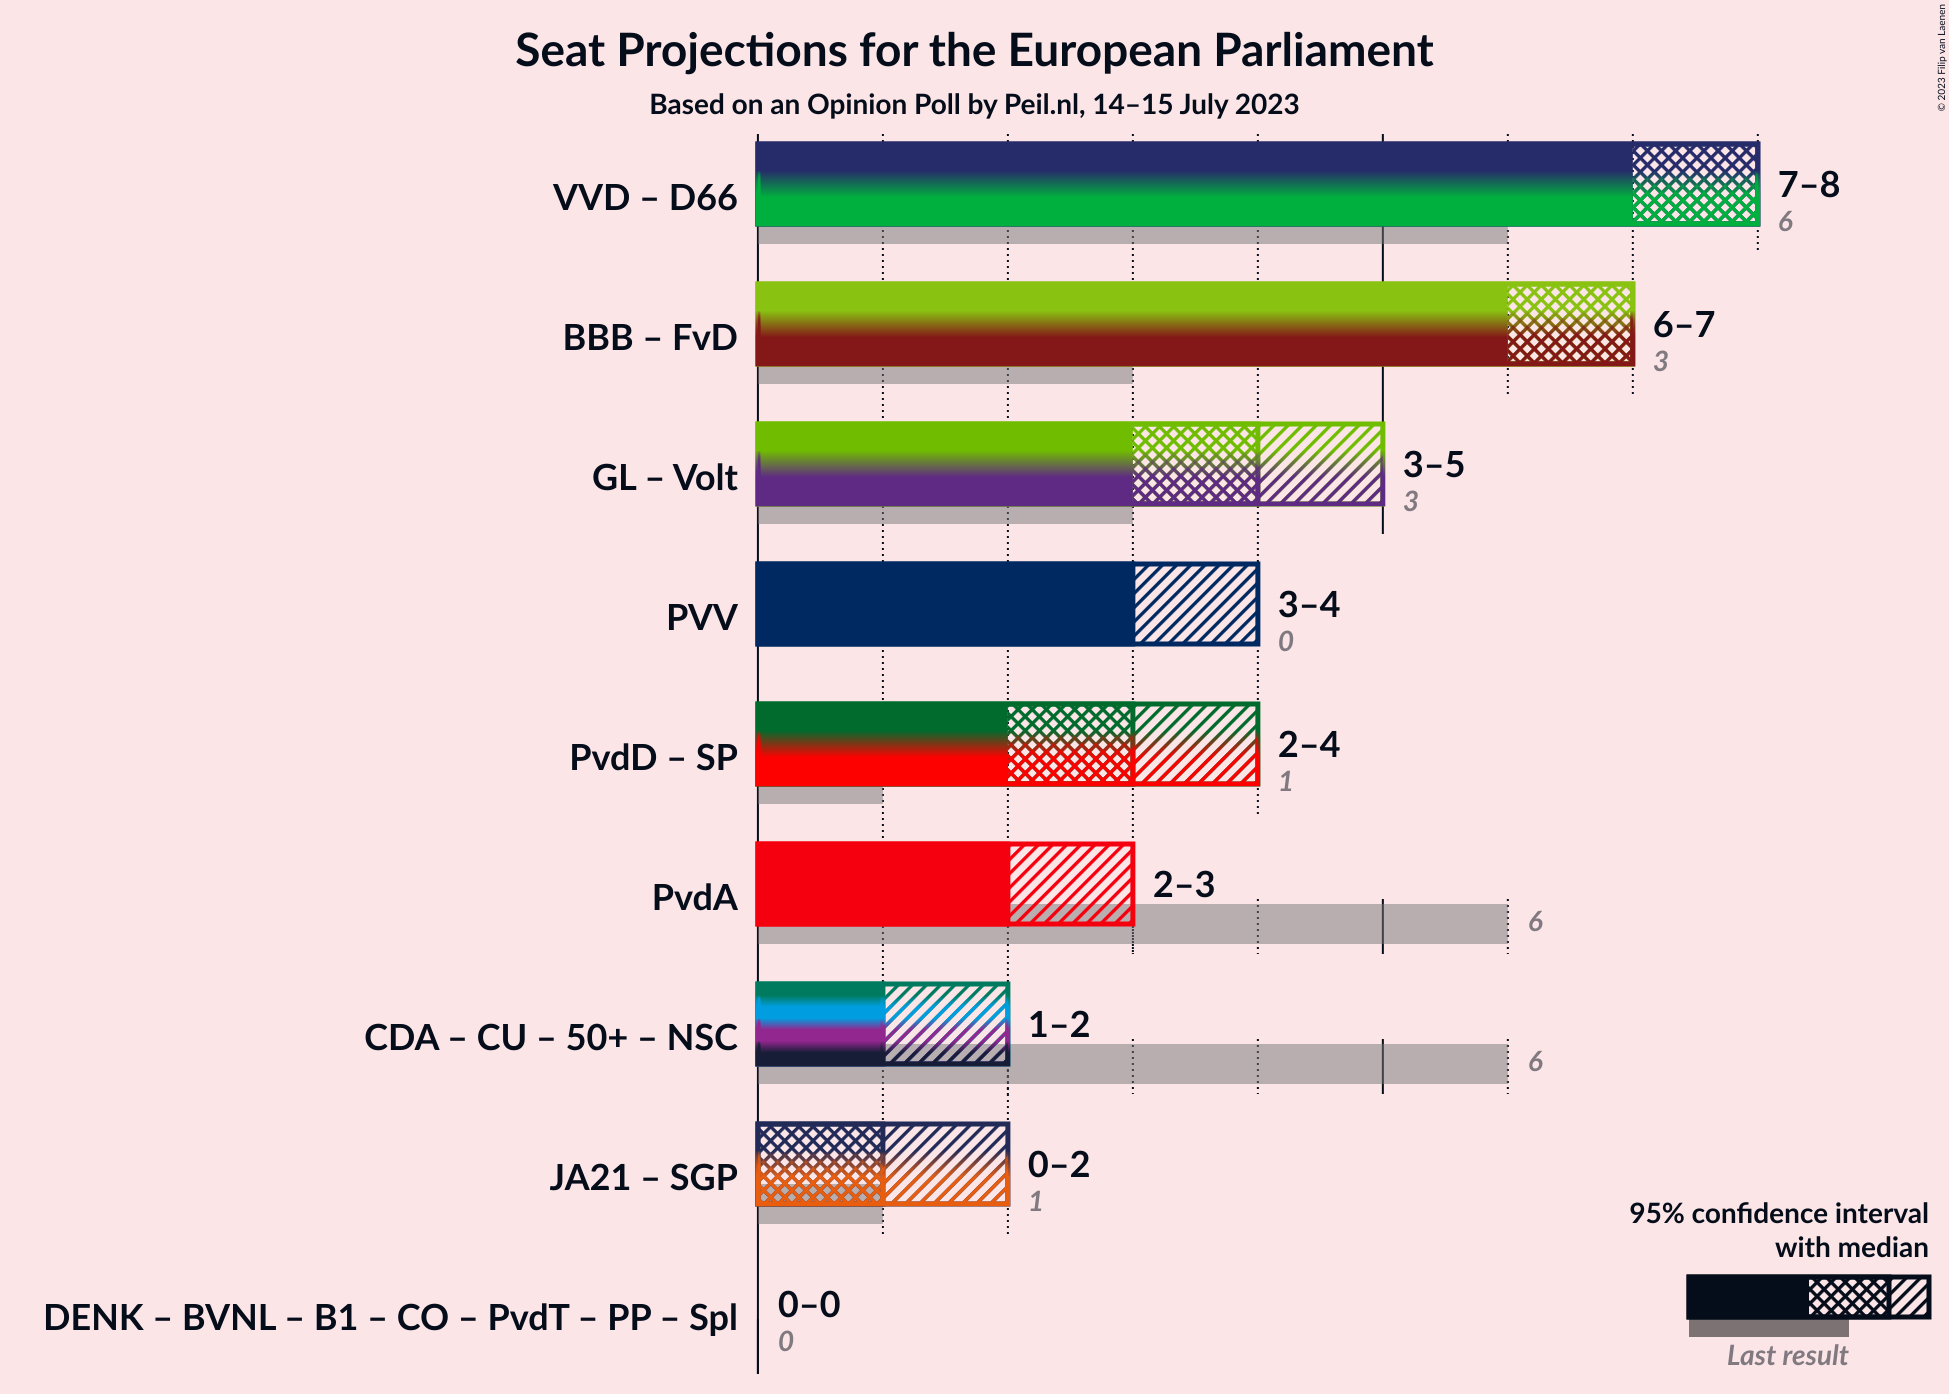 Seat Projections for the European Parliament
Based on an Opinion Poll by Peil.nl, 14–15 July 2023
© 2023 Filip van Laenen
VVD – D66
7–8
6
BBB – FvD
6–7
3
GL – Volt
3–5
3
PVV
3–4
0
PvdD – SP
2–4
1
PvdA
2–3
6
CDA – CU – 50+ – NSC
1–2
6
JA21 – SGP
0–2
1
DENK – BVNL – B1 – CO – PvdT – PP – Spl
0–0
0
95% confidence interval
with median
Last result